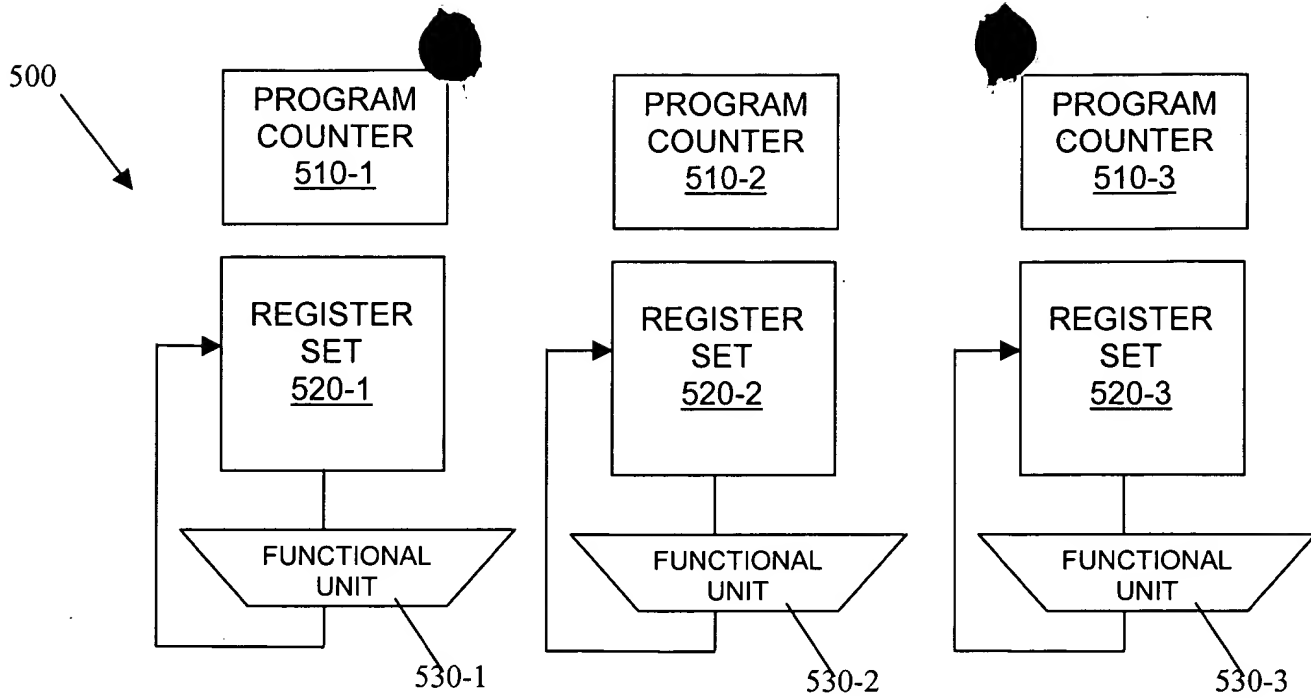 500
PROGRAM
COUNTER
510-1
PROGRAM
COUNTER
510-2
PROGRAM
COUNTER
510-3
REGISTER
SET
520-1
REGISTER
SET
520-2
REGISTER
SET
520-3
FUNCTIONAL
UNIT
FUNCTIONAL
UNIT
FUNCTIONAL
UNIT
530-1
530-2
530-3